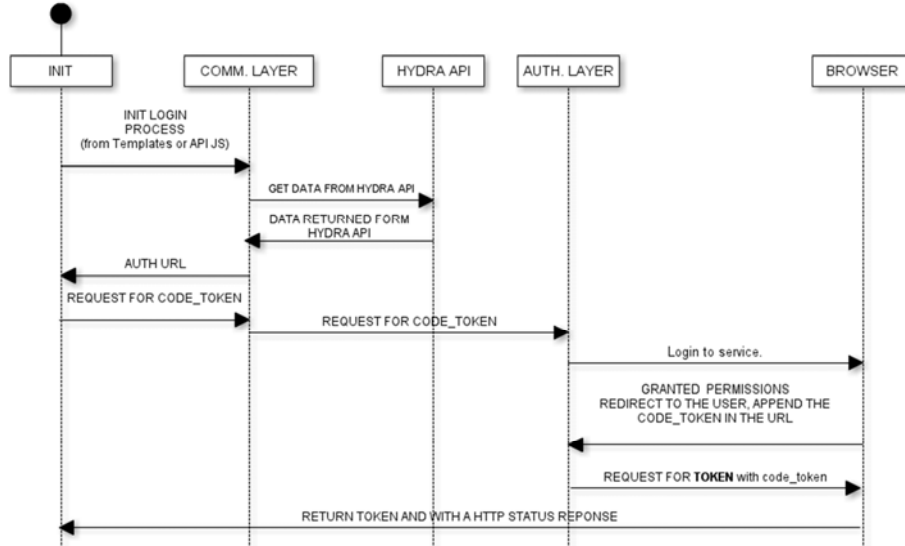 INIT
COMM. LAYER
HYDRA API
AUTH. LAYER
BROWSER
INIT LOGIN
PROCESS
(from Templates or API JS)
GET DATA FROM HYDRA API
DATA RETURNED FORM
HYDRA API
AUTH URL
REQUEST FOR CODE_TOKEN
REQUEST FOR CODE_TOKEN
Login to service.
GRANTED PERMISSIONS
REDIRECT TO THE USER, APPEND THE
CODE_TOKEN IN THE URL
REQUEST FOR TOKEN with code_token
RETURN TOKEN AND WITH A HTTP STATUS REPONSE